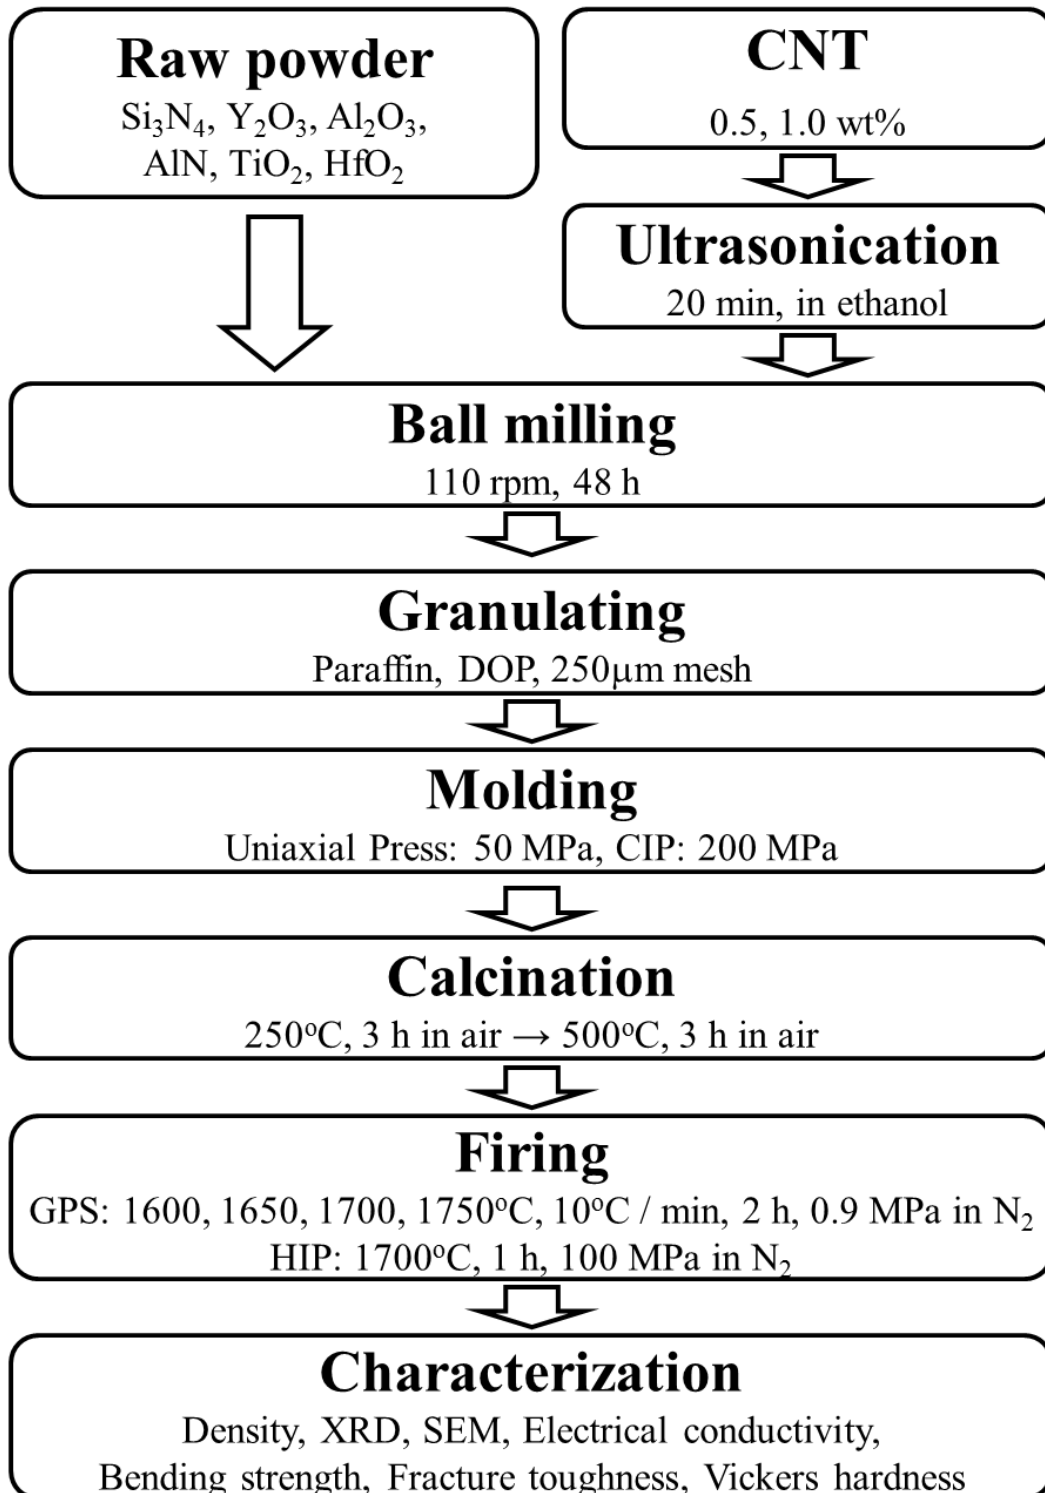 Raw powder
Si₃N₄, Y₂O₃, Al₂O₃,
AlN, TiO₂, HfO₂
CNT
0.5, 1.0 wt%
Ultrasonication
20 min, in ethanol
Ball milling
110 rpm, 48 h
Granulating
Paraffin, DOP, 250μm mesh
Molding
Uniaxial Press: 50 MPa, CIP: 200 MPa
Calcination
250°C, 3 h in air → 500°C, 3 h in air
Firing
GPS: 1600, 1650, 1700, 1750°C, 10°C / min, 2 h, 0.9 MPa in N₂
HIP: 1700°C, 1 h, 100 MPa in N₂
Characterization
Density, XRD, SEM, Electrical conductivity,
Bending strength, Fracture toughness, Vickers hardness